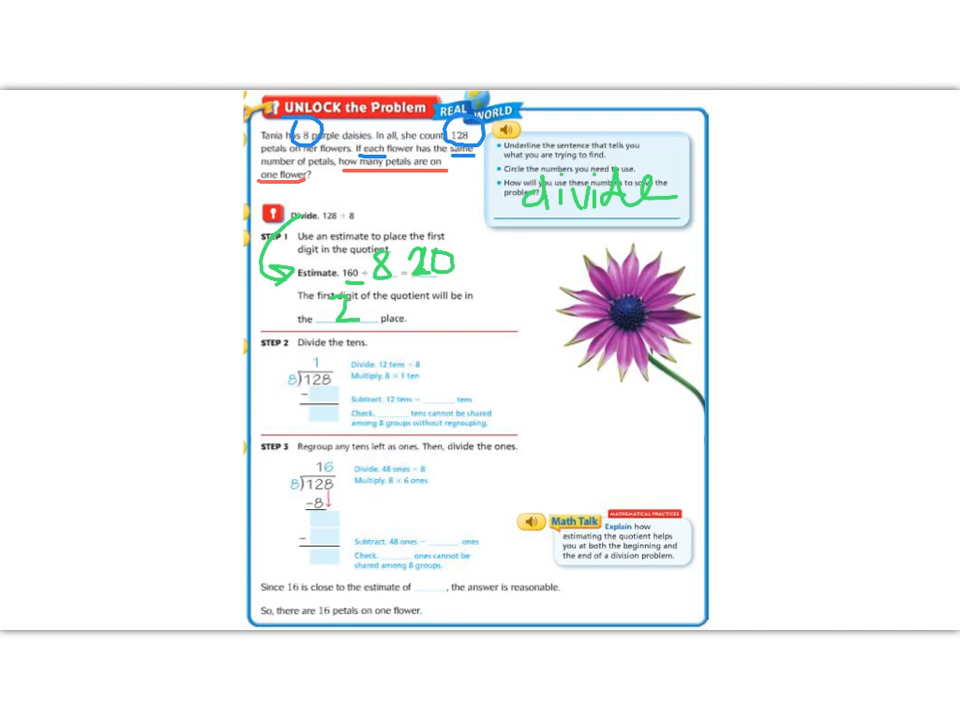 UNLOCK the Problem REAL WORLD
Tania has 8 purple daisies. In all, she counts 128
petals on her flowers. If each flower has the same
number of petals, how many petals are on
one flower?
• Underline the sentence that tells you
what you are trying to find.
• Circle the numbers you need to use.
• How will you use these numbers to solve the
problem?
divide
Divide. 128 ÷ 8
STEP 1 Use an estimate to place the first
digit in the quotient.
Estimate. 160 ÷ 8 = 20
The first digit of the quotient will be in
the ________ place.
2
STEP 2 Divide the tens.
1
8)128
−
Divide. 12 tens ÷ 8
Multiply. 8 × 1 ten
Subtract. 12 tens − ______ tens
Check. ______ tens cannot be shared
among 8 groups without regrouping.
STEP 3 Regroup any tens left as ones. Then, divide the ones.
16
8)128
−8
−
Divide. 48 ones ÷ 8
Multiply. 8 × 6 ones
Subtract. 48 ones − ______ ones
Check. ______ ones cannot be
shared among 8 groups.
MATHEMATICAL PRACTICES
Math Talk Explain how
estimating the quotient helps
you at both the beginning and
the end of a division problem.
Since 16 is close to the estimate of ______, the answer is reasonable.
So, there are 16 petals on one flower.